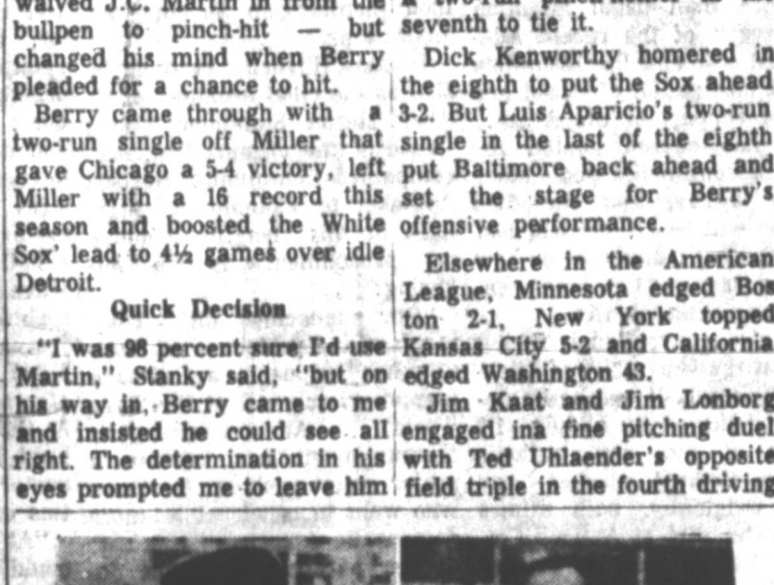 waived J.C. Martin in from the
bullpen to pinch-hit — but
changed his mind when Berry
pleaded for a chance to hit.
Berry came through with a
two-run single off Miller that
gave Chicago a 5-4 victory, left
Miller with a 16 record this
season and boosted the White
Sox' lead to 4½ games over idle
Detroit.
Quick Decision
"I was 98 percent sure I'd use
Martin," Stanky said, "but on
his way in, Berry came to me
and insisted he could see all
right. The determination in his
eyes prompted me to leave him
seventh to tie it.
Dick Kenworthy homered in
the eighth to put the Sox ahead
3-2. But Luis Aparicio's two-run
single in the last of the eighth
put Baltimore back ahead and
set the stage for Berry's
offensive performance.
Elsewhere in the American
League, Minnesota edged Bos
ton 2-1, New York topped
Kansas City 5-2 and California
edged Washington 43.
Jim Kaat and Jim Lonborg
engaged ina fine pitching duel
with Ted Uhlaender's opposite
field triple in the fourth driving